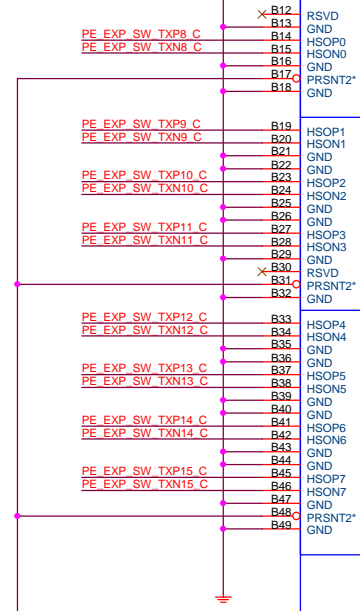 B12 RSVD
B13 GND
PE_EXP_SW_TXP8_C B14 HSOP0
PE_EXP_SW_TXN8_C B15 HSON0
B16 GND
B17 PRSNT2*
B18 GND
PE_EXP_SW_TXP9_C B19 HSOP1
PE_EXP_SW_TXN9_C B20 HSON1
B21 GND
B22 GND
PE_EXP_SW_TXP10_C B23 HSOP2
PE_EXP_SW_TXN10_C B24 HSON2
B25 GND
B26 GND
PE_EXP_SW_TXP11_C B27 HSOP3
PE_EXP_SW_TXN11_C B28 HSON3
B29 GND
B30 RSVD
B31 PRSNT2*
B32 GND
PE_EXP_SW_TXP12_C B33 HSOP4
PE_EXP_SW_TXN12_C B34 HSON4
B35 GND
B36 GND
PE_EXP_SW_TXP13_C B37 HSOP5
PE_EXP_SW_TXN13_C B38 HSON5
B39 GND
B40 GND
PE_EXP_SW_TXP14_C B41 HSOP6
PE_EXP_SW_TXN14_C B42 HSON6
B43 GND
B44 GND
PE_EXP_SW_TXP15_C B45 HSOP7
PE_EXP_SW_TXN15_C B46 HSON7
B47 GND
B48 PRSNT2*
B49 GND